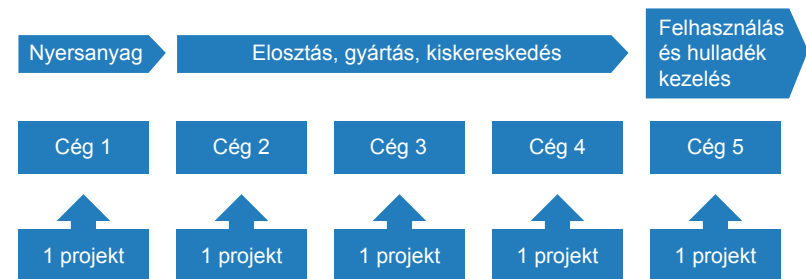 Nyersanyag
Elosztás, gyártás, kiskereskedés
Felhasználás
és hulladék
kezelés
Cég 1
Cég 2
Cég 3
Cég 4
Cég 5
1 projekt
1 projekt
1 projekt
1 projekt
1 projekt